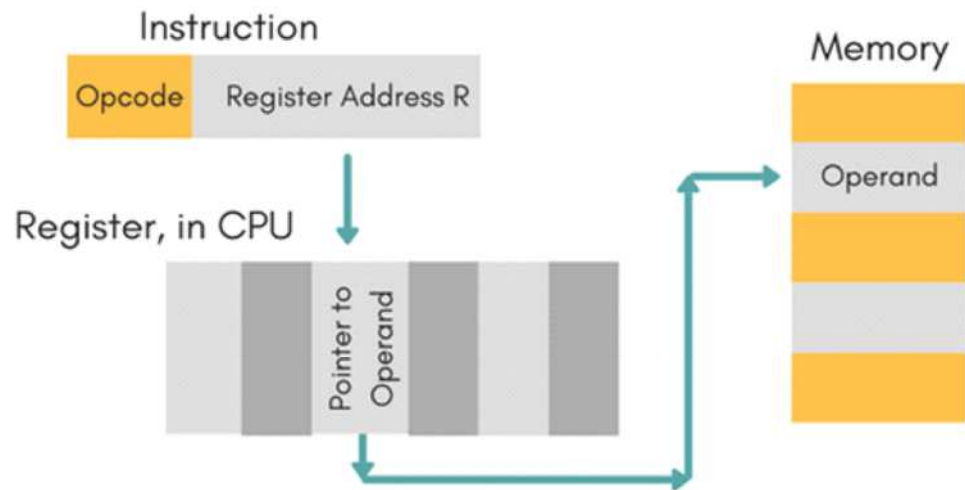 Instruction
Opcode
Register Address R
Memory
Operand
Register, in CPU
Pointer to
Operand